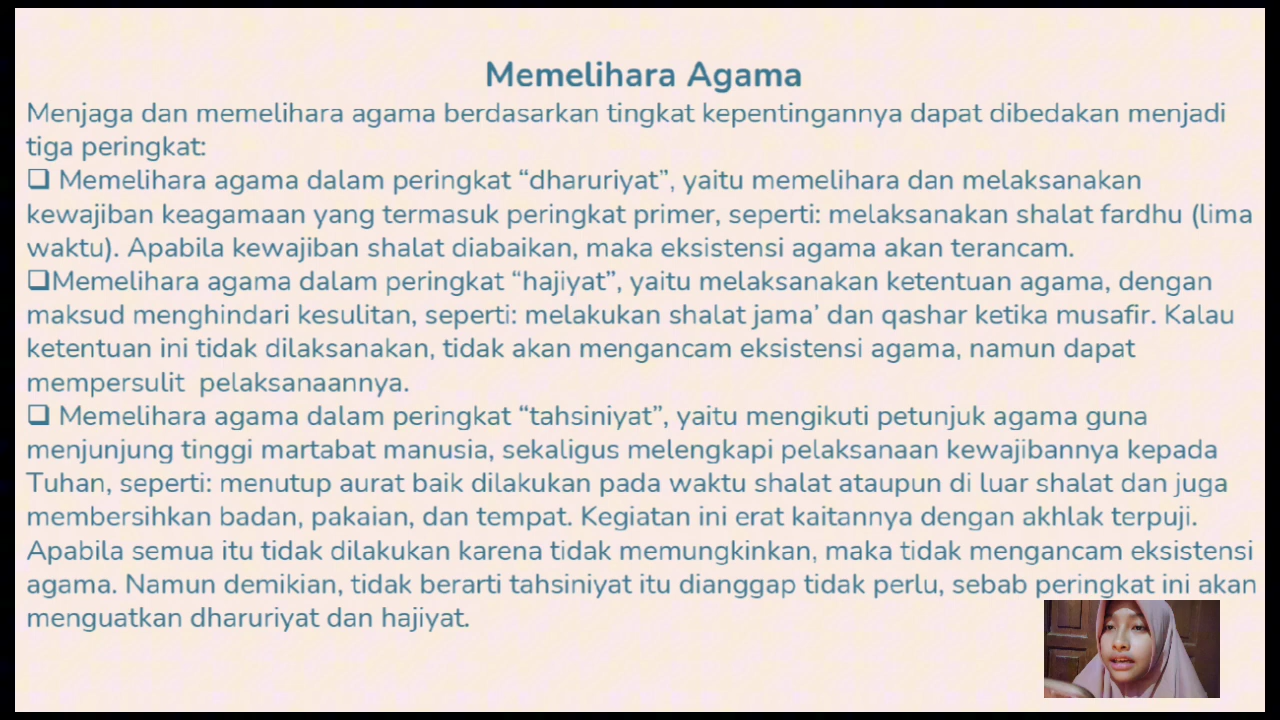 Memelihara Agama
Menjaga dan memelihara agama berdasarkan tingkat kepentingannya dapat dibedakan menjadi
tiga peringkat:
❑ Memelihara agama dalam peringkat “dharuriyat”, yaitu memelihara dan melaksanakan
kewajiban keagamaan yang termasuk peringkat primer, seperti: melaksanakan shalat fardhu (lima
waktu). Apabila kewajiban shalat diabaikan, maka eksistensi agama akan terancam.
❑Memelihara agama dalam peringkat “hajiyat”, yaitu melaksanakan ketentuan agama, dengan
maksud menghindari kesulitan, seperti: melakukan shalat jama’ dan qashar ketika musafir. Kalau
ketentuan ini tidak dilaksanakan, tidak akan mengancam eksistensi agama, namun dapat
mempersulit  pelaksanaannya.
❑ Memelihara agama dalam peringkat “tahsiniyat”, yaitu mengikuti petunjuk agama guna
menjunjung tinggi martabat manusia, sekaligus melengkapi pelaksanaan kewajibannya kepada
Tuhan, seperti: menutup aurat baik dilakukan pada waktu shalat ataupun di luar shalat dan juga
membersihkan badan, pakaian, dan tempat. Kegiatan ini erat kaitannya dengan akhlak terpuji.
Apabila semua itu tidak dilakukan karena tidak memungkinkan, maka tidak mengancam eksistensi
agama. Namun demikian, tidak berarti tahsiniyat itu dianggap tidak perlu, sebab peringkat ini akan
menguatkan dharuriyat dan hajiyat.